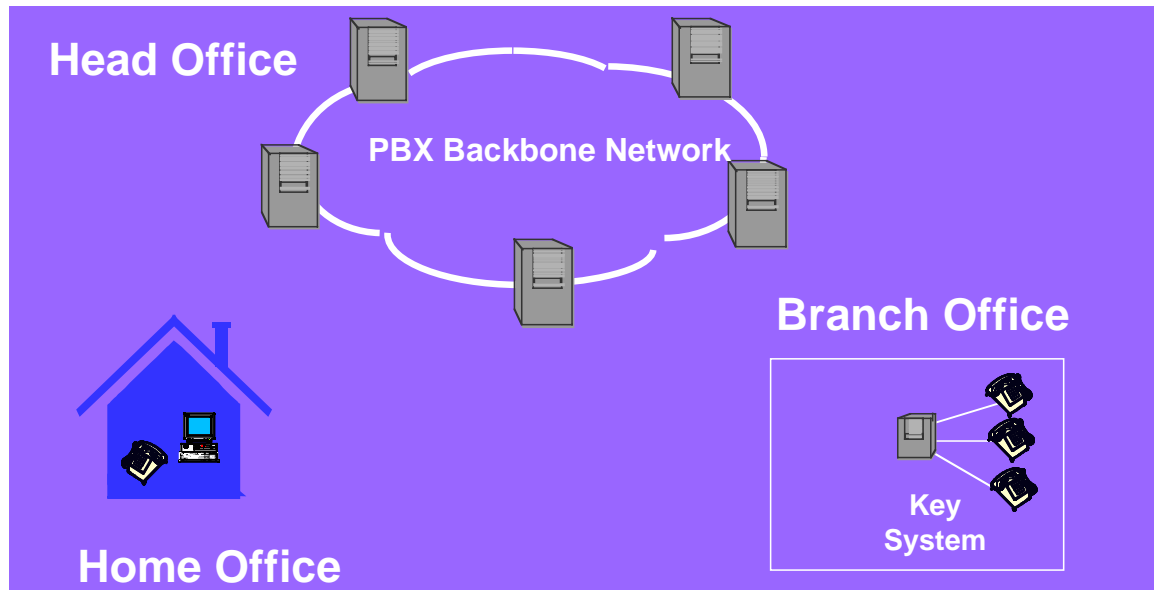 Head Office
PBX Backbone Network
Branch Office
Key
System
Home Office